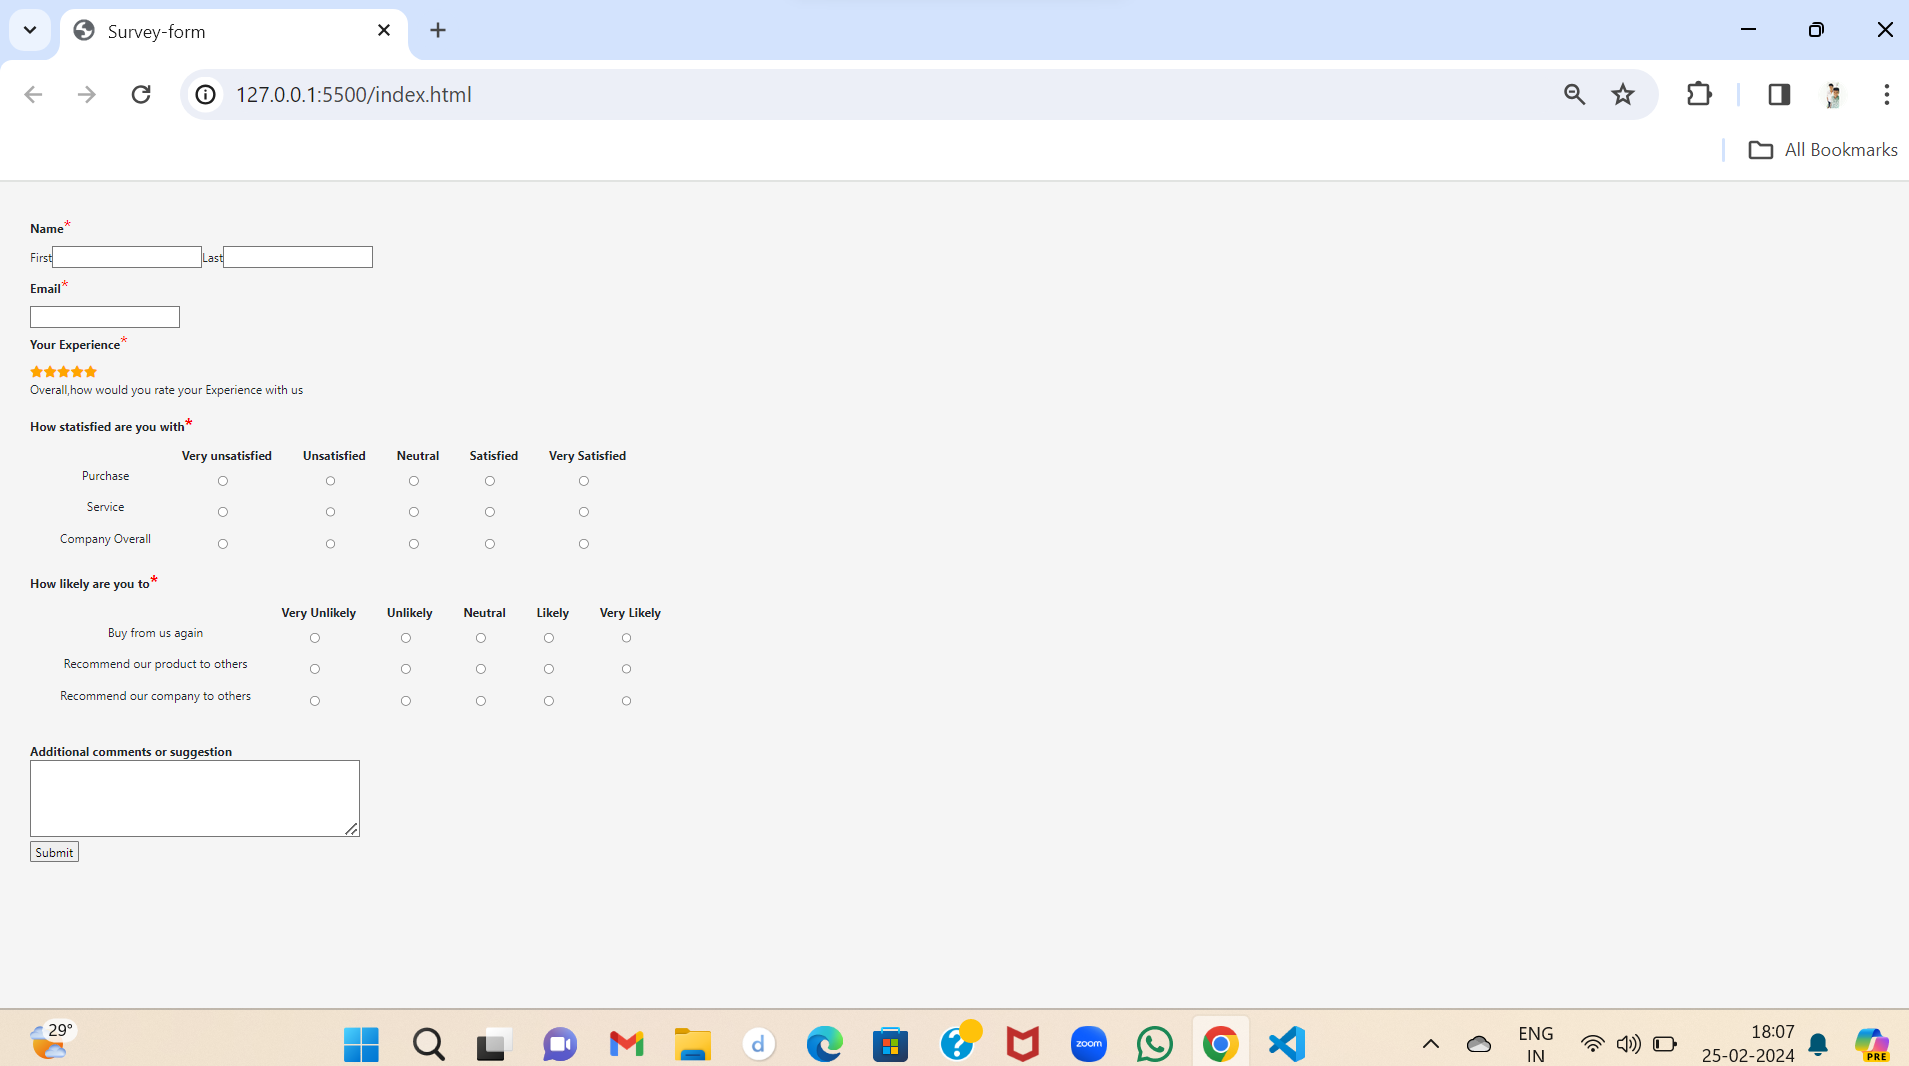 Survey-form
127.0.0.1:5500/index.html
All Bookmarks
Name*
First Last
Email*
Your Experience*
Overall,how would you rate your Experience with us
How statisfied are you with*
Very unsatisfied Unsatisfied Neutral Satisfied Very Satisfied
Purchase
Service
Company Overall
How likely are you to*
Very Unlikely Unlikely Neutral Likely Very Likely
Buy from us again
Recommend our product to others
Recommend our company to others
Additional comments or suggestion
Submit
29°
d
zoom
ENG
IN
18:07
25-02-2024
PRE